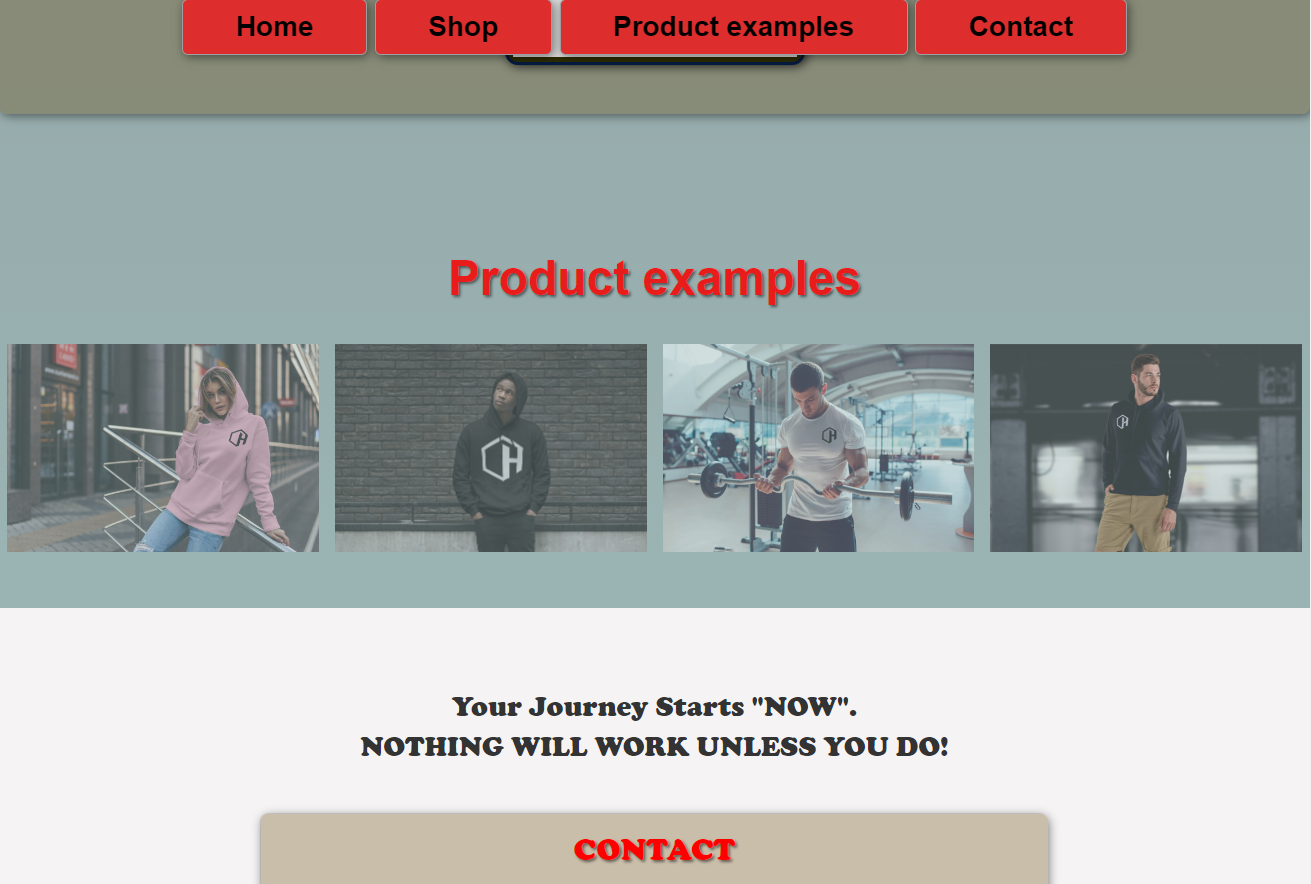 Home Shop Product examples Contact
Product examples
Your Journey Starts "NOW".
NOTHING WILL WORK UNLESS YOU DO!
CONTACT